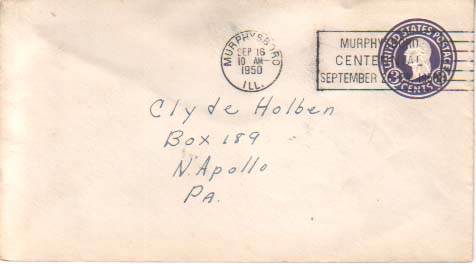 MURPHYSBORO
SEP 16
10 AM
1950
ILL.
MURPHY
CENTE
SEPTEMBER
UNITED STATES POSTAGE
3 CENTS 3
Clyde Holben
Box 189
N. Apollo
Pa.